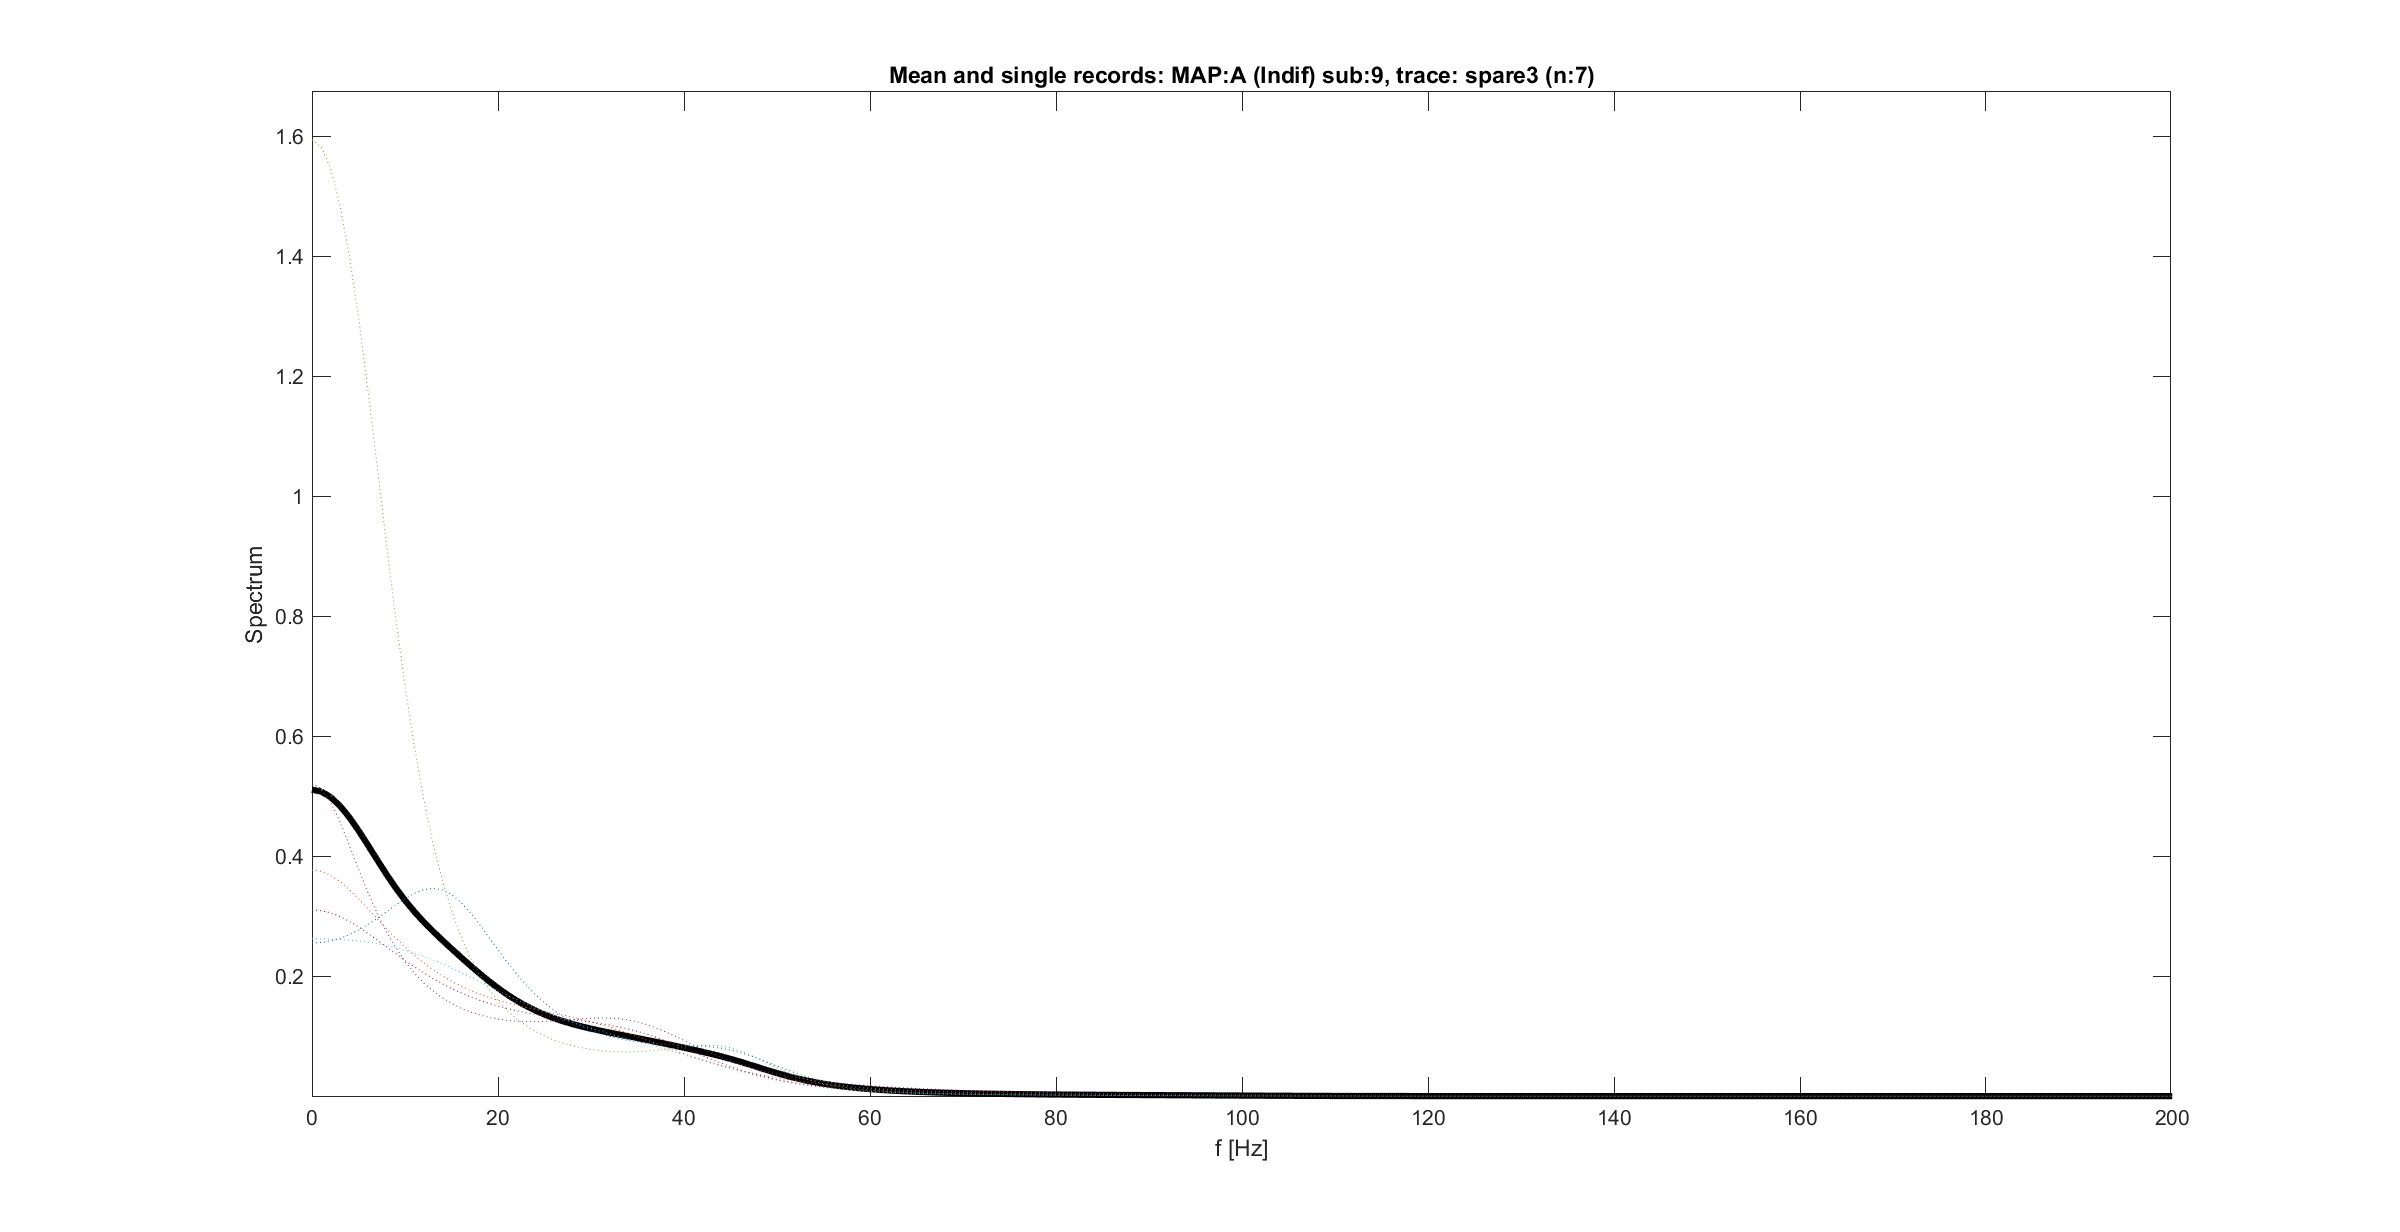 Mean and single records: MAP:A (Indif) sub:9, trace: spare3 (n:7)
1.6
1.4
1.2
1
0.8
0.6
0.4
0.2
Spectrum
0 20 40 60 80 100 120 140 160 180 200
f [Hz]